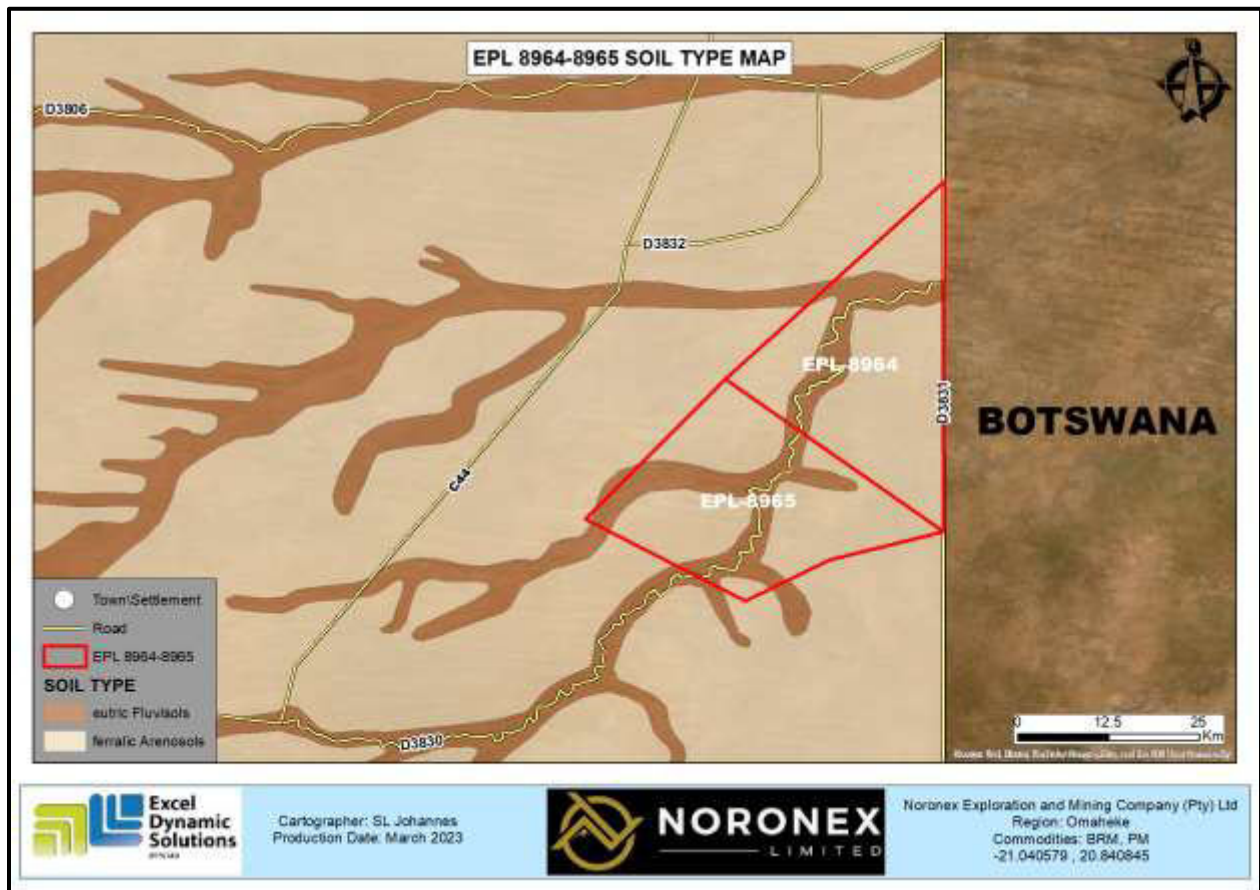 EPL 8964-8965 SOIL TYPE MAP
D3806
D3832
EPL 8964
D3831
BOTSWANA
C44
EPL-8965
Town\Settlement
Road
EPL 8964-8965
SOIL TYPE
eutric Fluvisols
ferralic Arenosols
D3830
0 12.5 25
Km
Excel
Dynamic
Solutions
Cartographer: SL Johannes
Production Date: March 2023
NORONEX
LIMITED
Noronex Exploration and Mining Company (Pty) Ltd
Region: Omaheke
Commodities: BRM, PM
-21.040579 , 20.840845